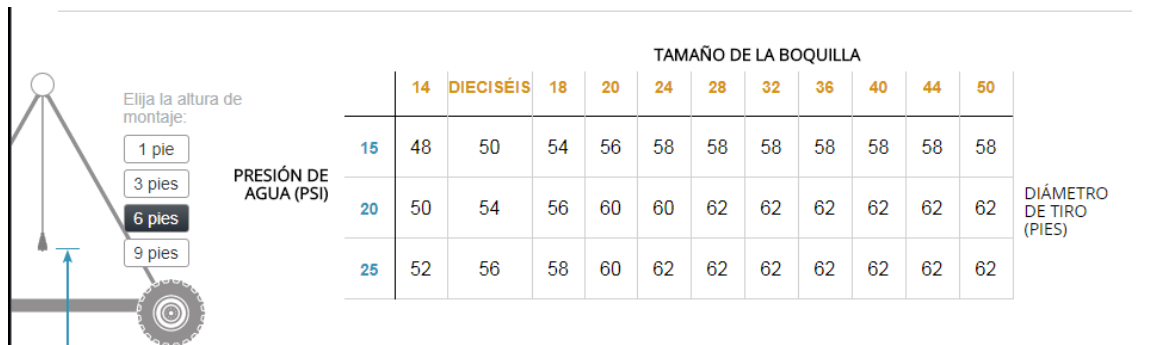 TAMAÑO DE LA BOQUILLA
Elija la altura de
montaje:
1 pie
3 pies
6 pies
9 pies
PRESIÓN DE
AGUA (PSI)
14 DIECISÉIS 18 20 24 28 32 36 40 44 50
15 48 50 54 56 58 58 58 58 58 58 58
20 50 54 56 60 60 62 62 62 62 62 62
25 52 56 58 60 62 62 62 62 62 62 62
DIÁMETRO
DE TIRO
(PIES)